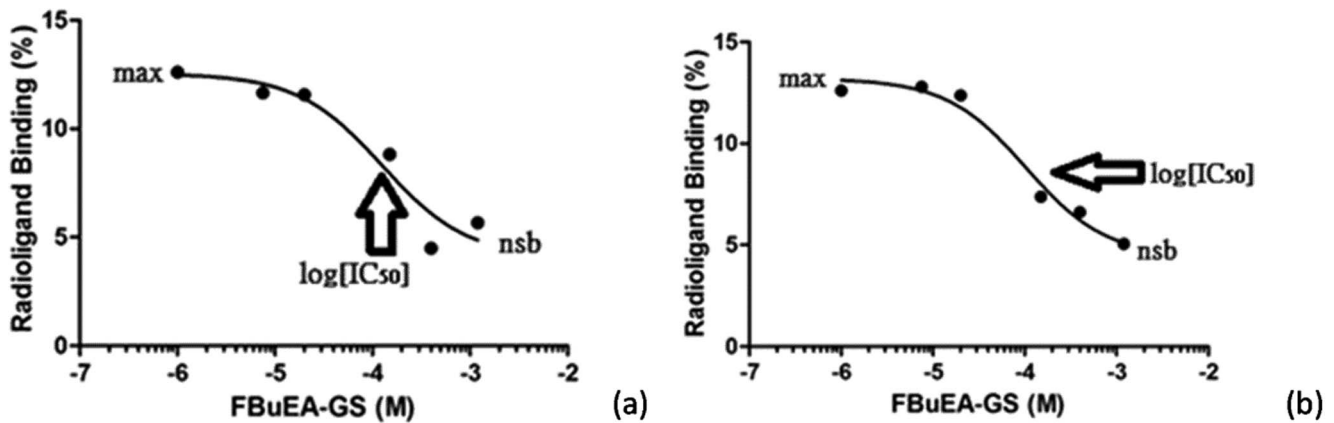 Radioligand Binding (%)
15
10
5
0
max
nsb
log[IC50]
-7 -6 -5 -4 -3 -2
FBuEA-GS (M)
(a)
Radioligand Binding (%)
15
10
5
0
max
log[IC50]
nsb
-7 -6 -5 -4 -3 -2
FBuEA-GS (M)
(b)